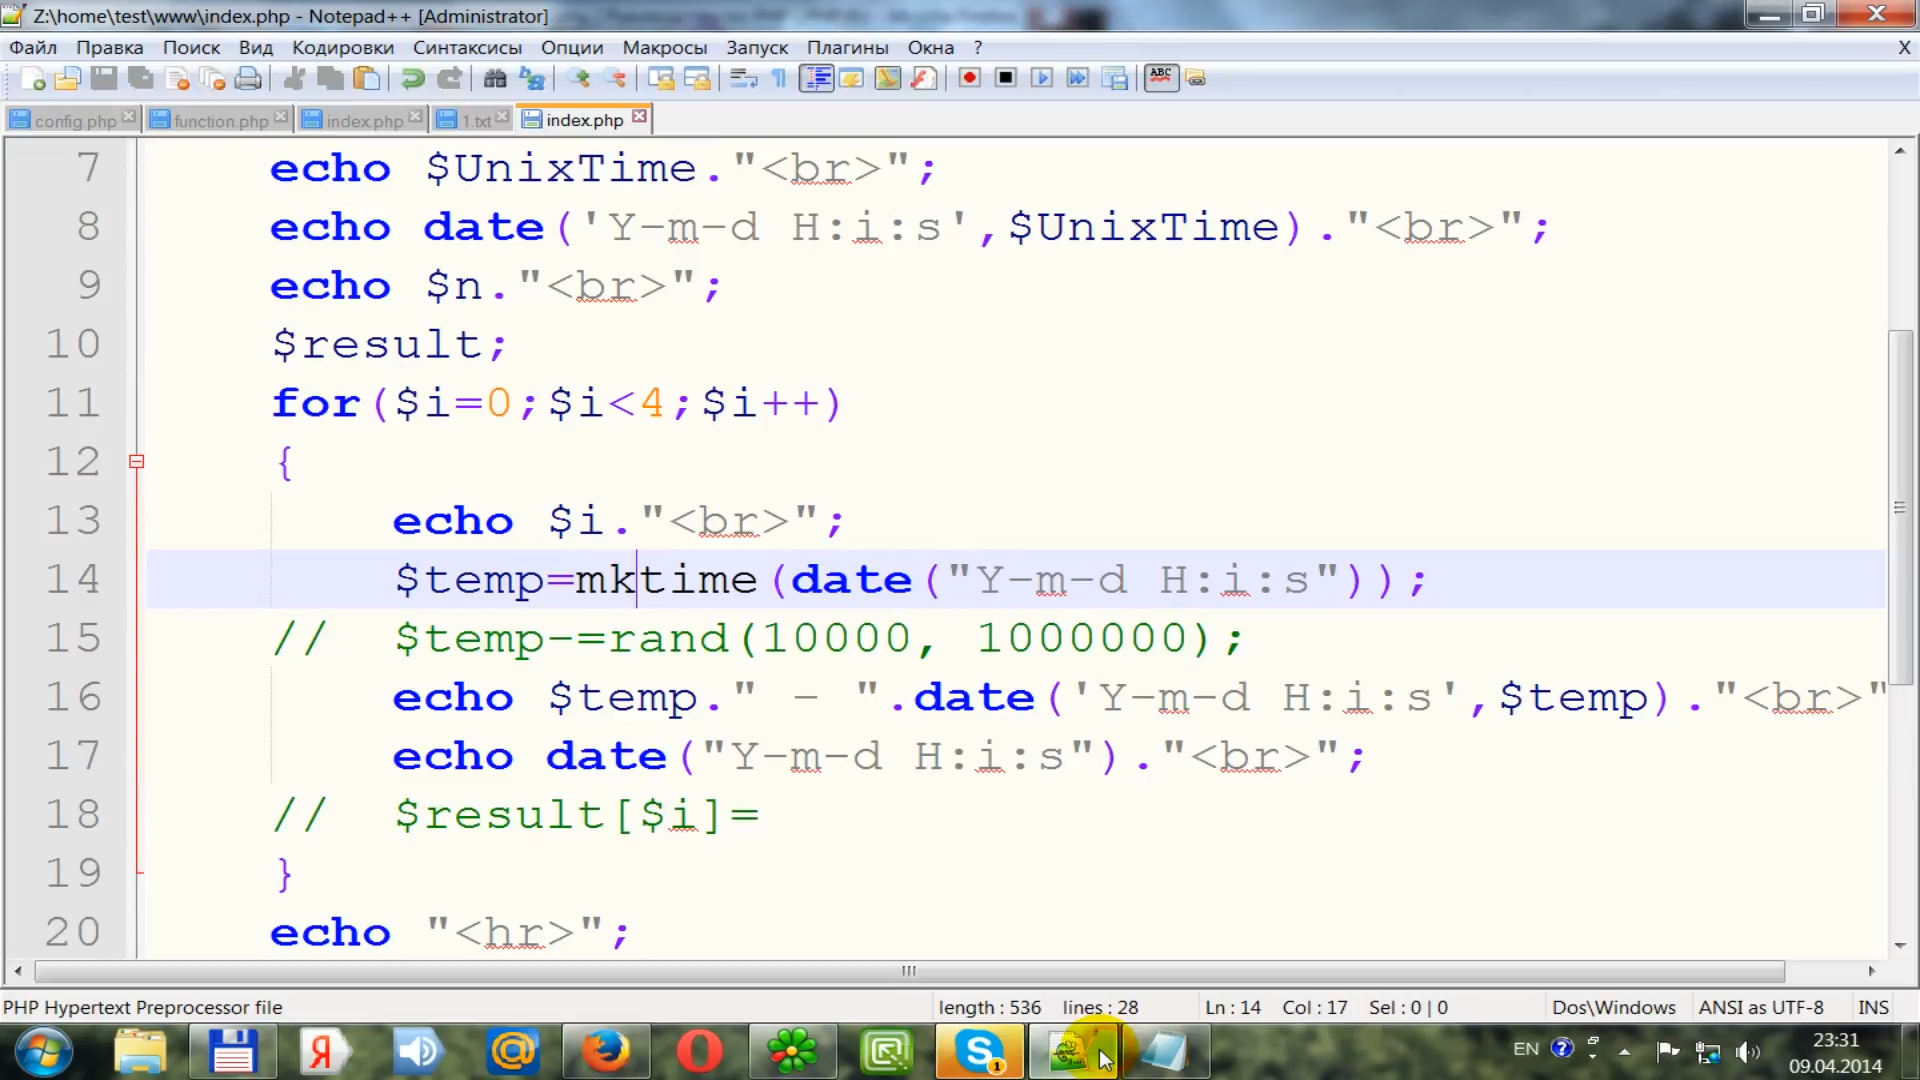 Z:\home\test\www\index.php - Notepad++ [Administrator]
Файл Правка Поиск Вид Кодировки Синтаксисы Опции Макросы Запуск Плагины Окна ? X
ABC
config.php function.php index.php 1.txt index.php
7 echo $UnixTime."<br>";
8 echo date('Y-m-d H:i:s',$UnixTime)."<br>";
9 echo $n."<br>";
10 $result;
11 for($i=0;$i<4;$i++)
12 {
13 echo $i."<br>";
14 $temp=mktime(date("Y-m-d H:i:s"));
15 // $temp-=rand(10000, 1000000);
16 echo $temp." - ".date('Y-m-d H:i:s',$temp)."<br>"
17 echo date("Y-m-d H:i:s")."<br>";
18 // $result[$i]=
19 }
20 echo "<hr>";
PHP Hypertext Preprocessor file length : 536 lines : 28 Ln : 14 Col : 17 Sel : 0 | 0 Dos\Windows ANSI as UTF-8 INS
EN 23:31
09.04.2014